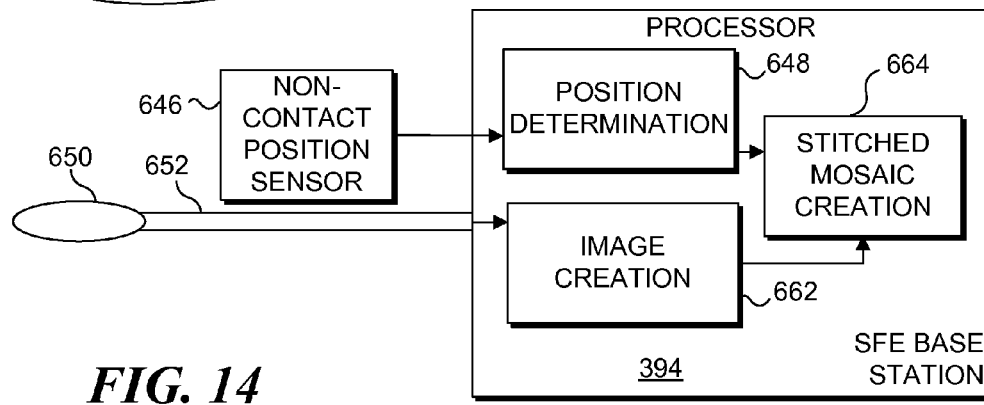 PROCESSOR
648
664
646
NON-
CONTACT
POSITION
SENSOR
POSITION
DETERMINATION
STITCHED
MOSAIC
CREATION
650
652
IMAGE
CREATION
662
FIG. 14
394
SFE BASE
STATION